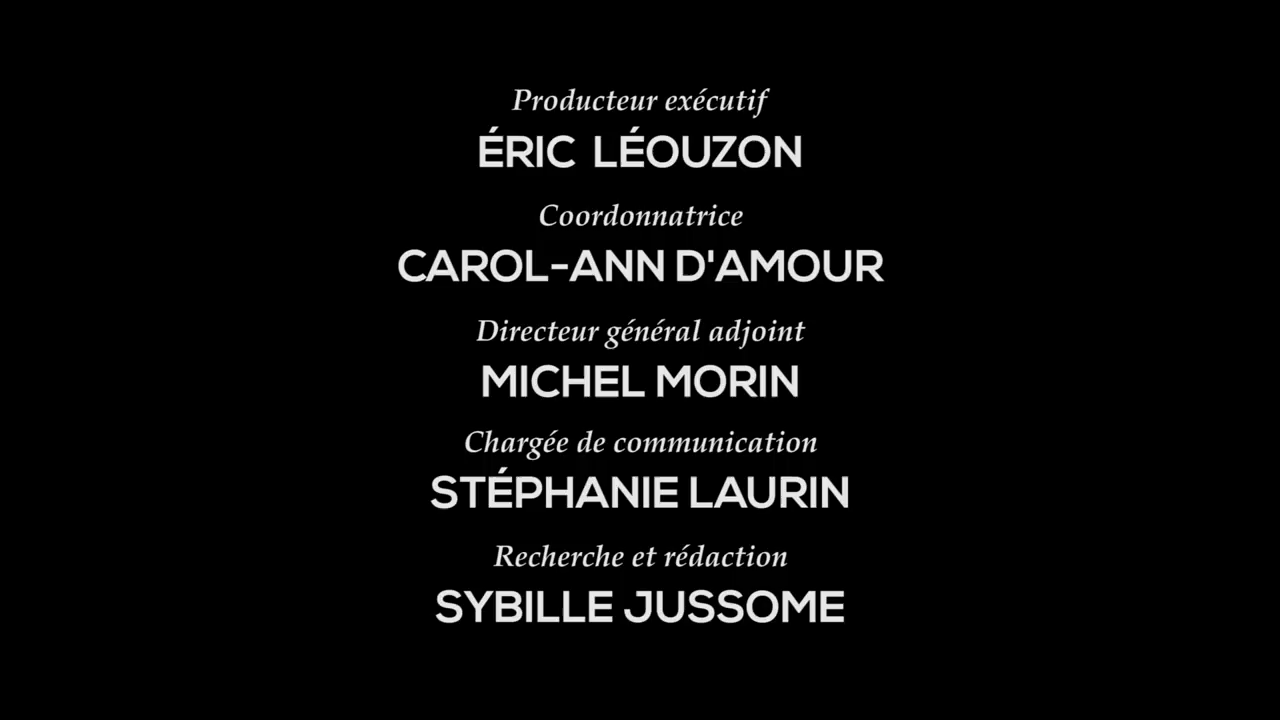 Producteur exécutif
ÉRIC LÉOUZON
Coordonnatrice
CAROL-ANN D'AMOUR
Directeur général adjoint
MICHEL MORIN
Chargée de communication
STÉPHANIE LAURIN
Recherche et rédaction
SYBILLE JUSSOME